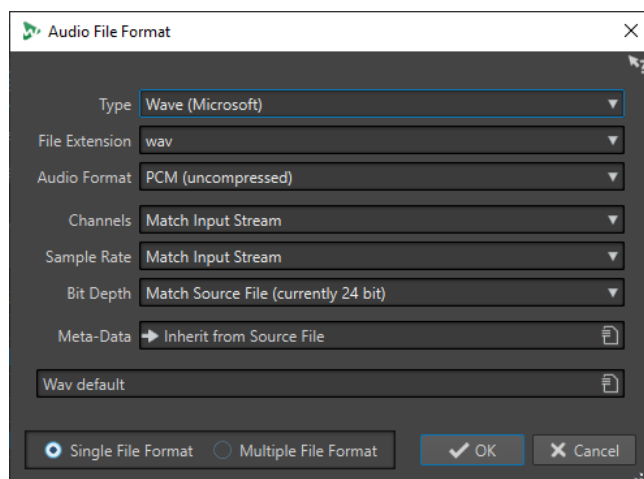 Audio File Format
Type Wave (Microsoft)
File Extension wav
Audio Format PCM (uncompressed)
Channels Match Input Stream
Sample Rate Match Input Stream
Bit Depth Match Source File (currently 24 bit)
Meta-Data Inherit from Source File
Wav default
Single File Format Multiple File Format OK Cancel